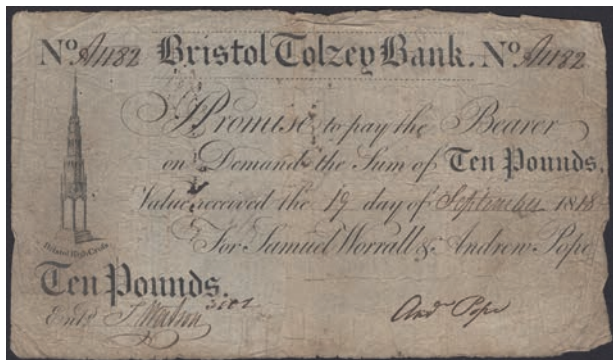 No A1182 Bristol Tolzey Bank. No A1182
I Promise to pay the Bearer
on Demand the Sum of Ten Pounds.
Value received the 19 day of September 1818
For Samuel Worrall & Andrew Pope
Bristol High Cross
Ten Pounds.
Entd J. Watson
Andw Pope